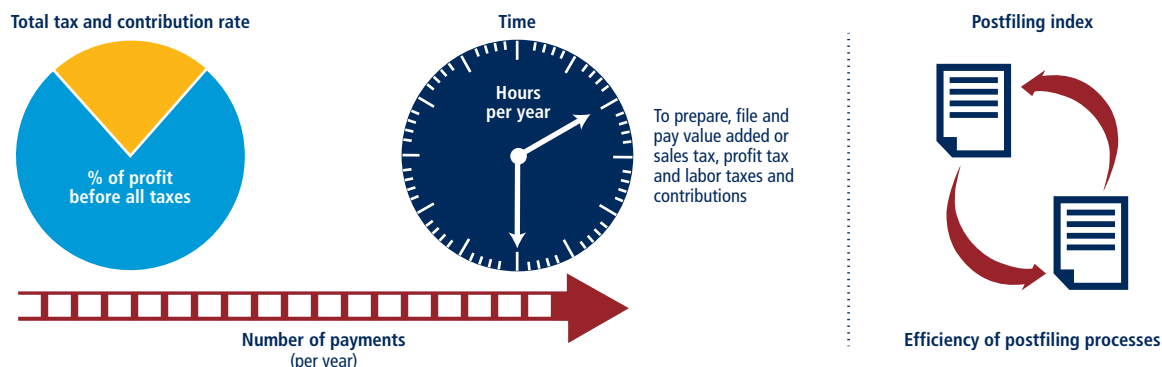 Total tax and contribution rate
% of profit
before all taxes
Time
Hours
per year
To prepare, file and
pay value added or
sales tax, profit tax
and labor taxes and
contributions
Number of payments
(per year)
Postfiling index
Efficiency of postfiling processes